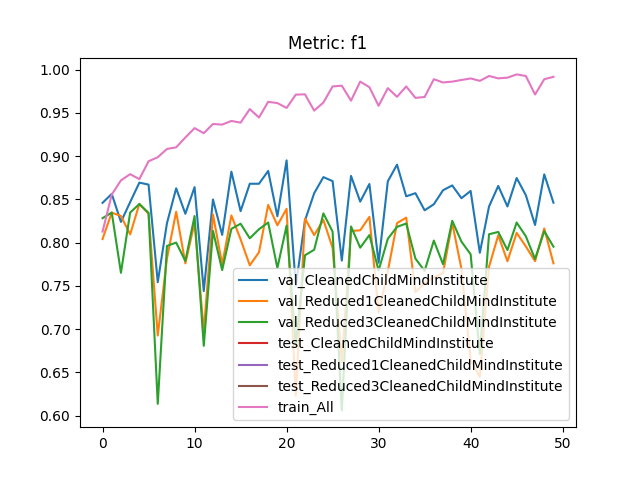 Metric: f1
1.00
0.95
0.90
0.85
0.80
0.75
0.70
0.65
0.60
val_CleanedChildMindInstitute
val_Reduced1CleanedChildMindInstitute
val_Reduced3CleanedChildMindInstitute
test_CleanedChildMindInstitute
test_Reduced1CleanedChildMindInstitute
test_Reduced3CleanedChildMindInstitute
train_All
0 10 20 30 40 50